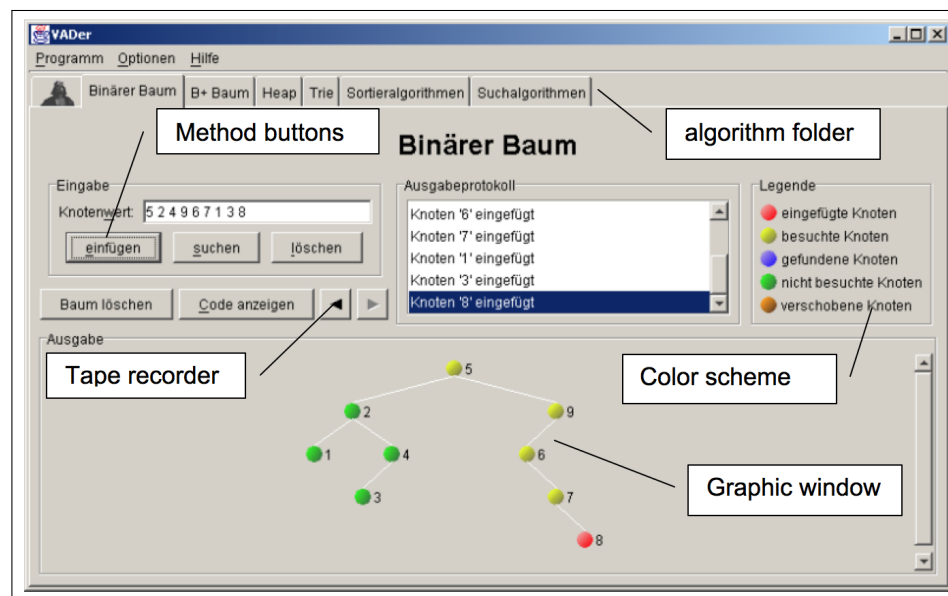 VADer
Programm Optionen Hilfe
Binärer Baum B+ Baum Heap Trie Sortieralgorithmen Suchalgorithmen
Method buttons
algorithm folder
Binärer Baum
Eingabe
Knotenwert: 5 2 4 9 6 7 1 3 8
einfügen suchen löschen
Baum löschen Code anzeigen
Ausgabeprotokoll
Knoten '6' eingefügt
Knoten '7' eingefügt
Knoten '1' eingefügt
Knoten '3' eingefügt
Knoten '8' eingefügt
Legende
eingefügte Knoten
besuchte Knoten
gefundene Knoten
nicht besuchte Knoten
verschobene Knoten
Ausgabe
Tape recorder
Color scheme
Graphic window
5
2 9
1 4 6
3 7
8